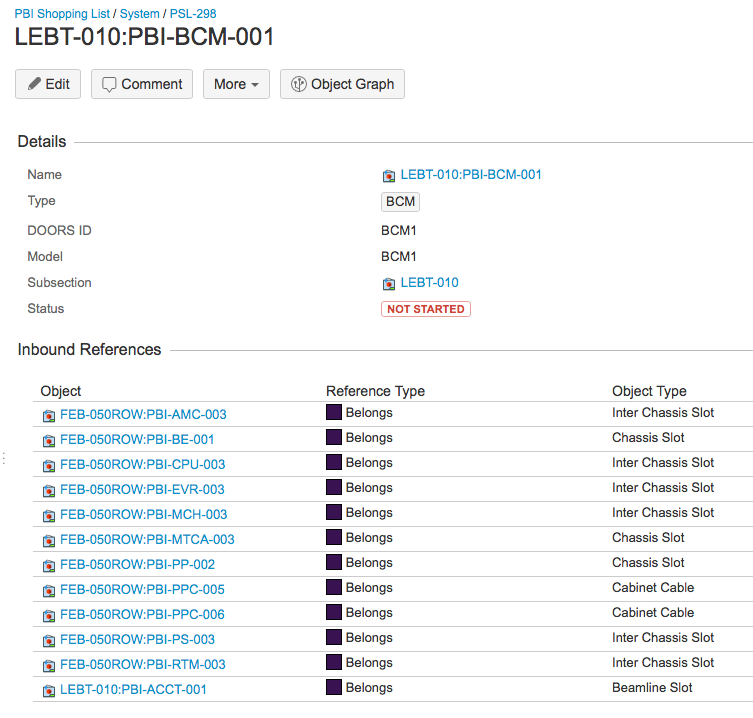 PBI Shopping List / System / PSL-298
LEBT-010:PBI-BCM-001
Edit Comment More Object Graph
Details
Name LEBT-010:PBI-BCM-001
Type BCM
DOORS ID BCM1
Model BCM1
Subsection LEBT-010
Status NOT STARTED
Inbound References
Object Reference Type Object Type
FEB-050ROW:PBI-AMC-003 Belongs Inter Chassis Slot
FEB-050ROW:PBI-BE-001 Belongs Chassis Slot
FEB-050ROW:PBI-CPU-003 Belongs Inter Chassis Slot
FEB-050ROW:PBI-EVR-003 Belongs Inter Chassis Slot
FEB-050ROW:PBI-MCH-003 Belongs Inter Chassis Slot
FEB-050ROW:PBI-MTCA-003 Belongs Chassis Slot
FEB-050ROW:PBI-PP-002 Belongs Chassis Slot
FEB-050ROW:PBI-PPC-005 Belongs Cabinet Cable
FEB-050ROW:PBI-PPC-006 Belongs Cabinet Cable
FEB-050ROW:PBI-PS-003 Belongs Inter Chassis Slot
FEB-050ROW:PBI-RTM-003 Belongs Inter Chassis Slot
LEBT-010:PBI-ACCT-001 Belongs Beamline Slot